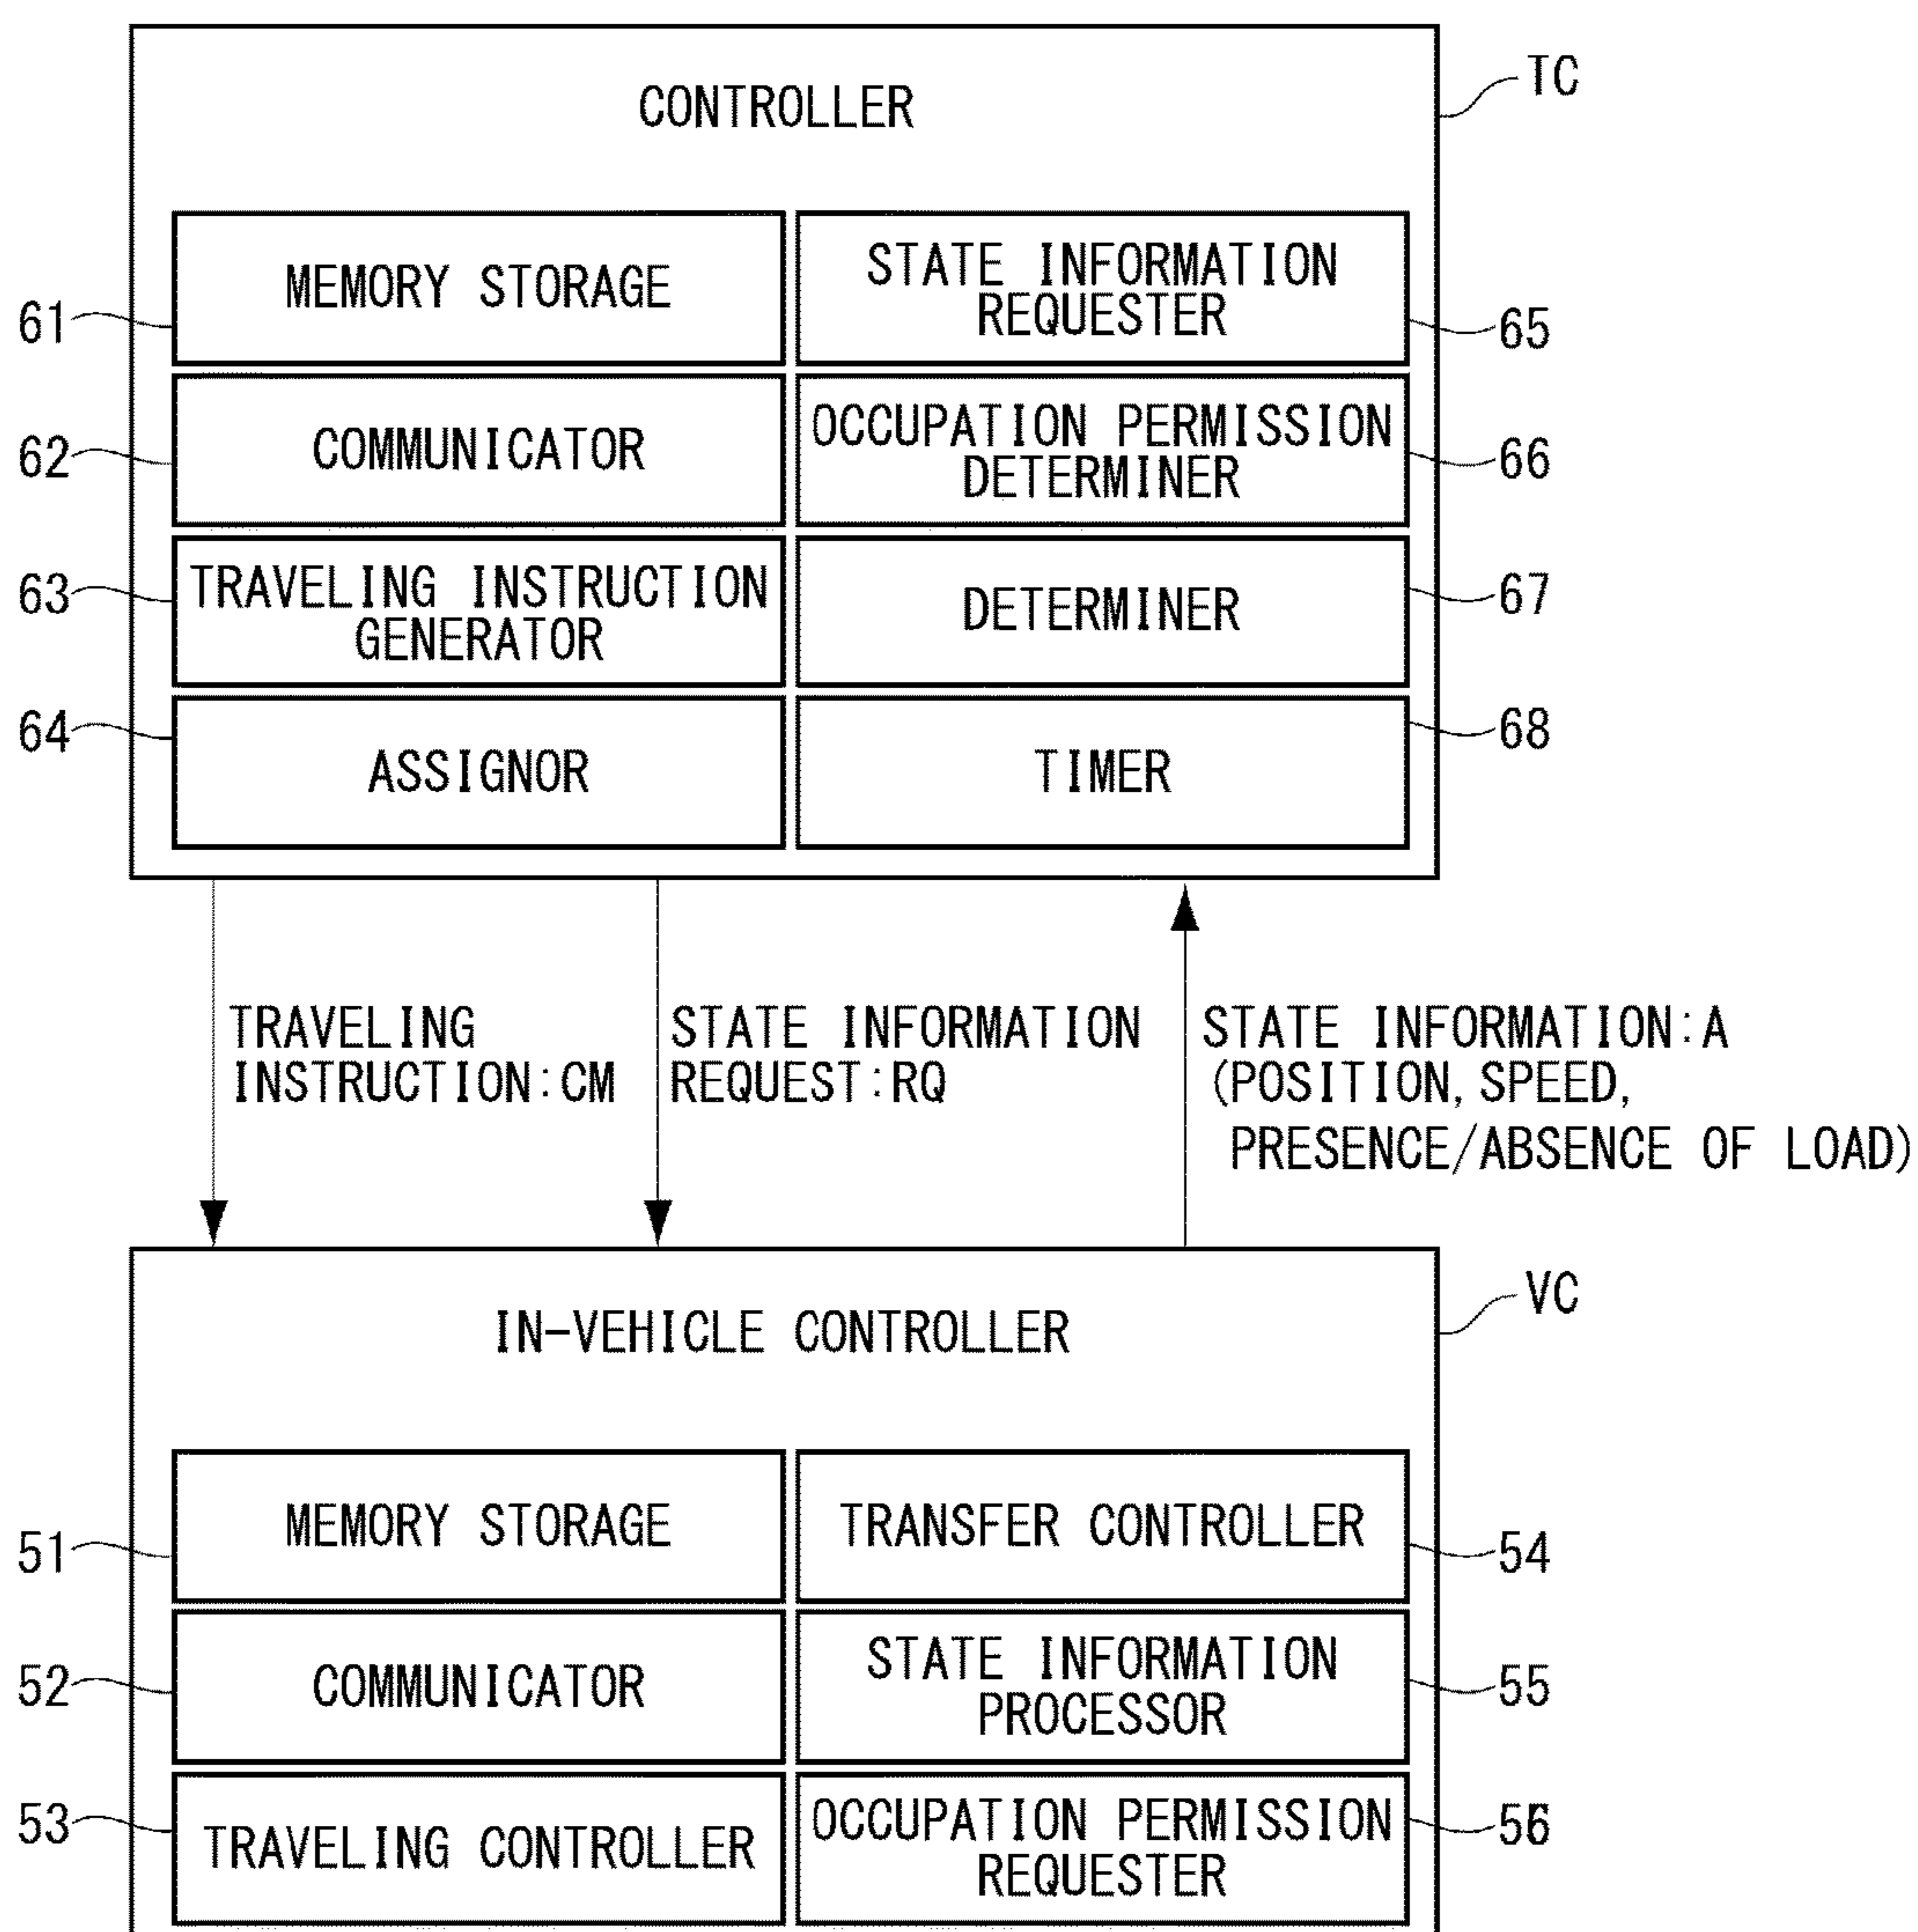 CONTROLLER
TC
MEMORY STORAGE
STATE INFORMATION
REQUESTER
61
65
COMMUNICATOR
OCCUPATION PERMISSION
DETERMINER
62
66
TRAVELING INSTRUCTION
GENERATOR
DETERMINER
63
67
ASSIGNOR
TIMER
64
68
TRAVELING
INSTRUCTION:CM
STATE INFORMATION
REQUEST:RQ
STATE INFORMATION:A
(POSITION, SPEED,
PRESENCE/ABSENCE OF LOAD)
IN-VEHICLE CONTROLLER
VC
MEMORY STORAGE
TRANSFER CONTROLLER
51
54
COMMUNICATOR
STATE INFORMATION
PROCESSOR
52
55
TRAVELING CONTROLLER
OCCUPATION PERMISSION
REQUESTER
53
56